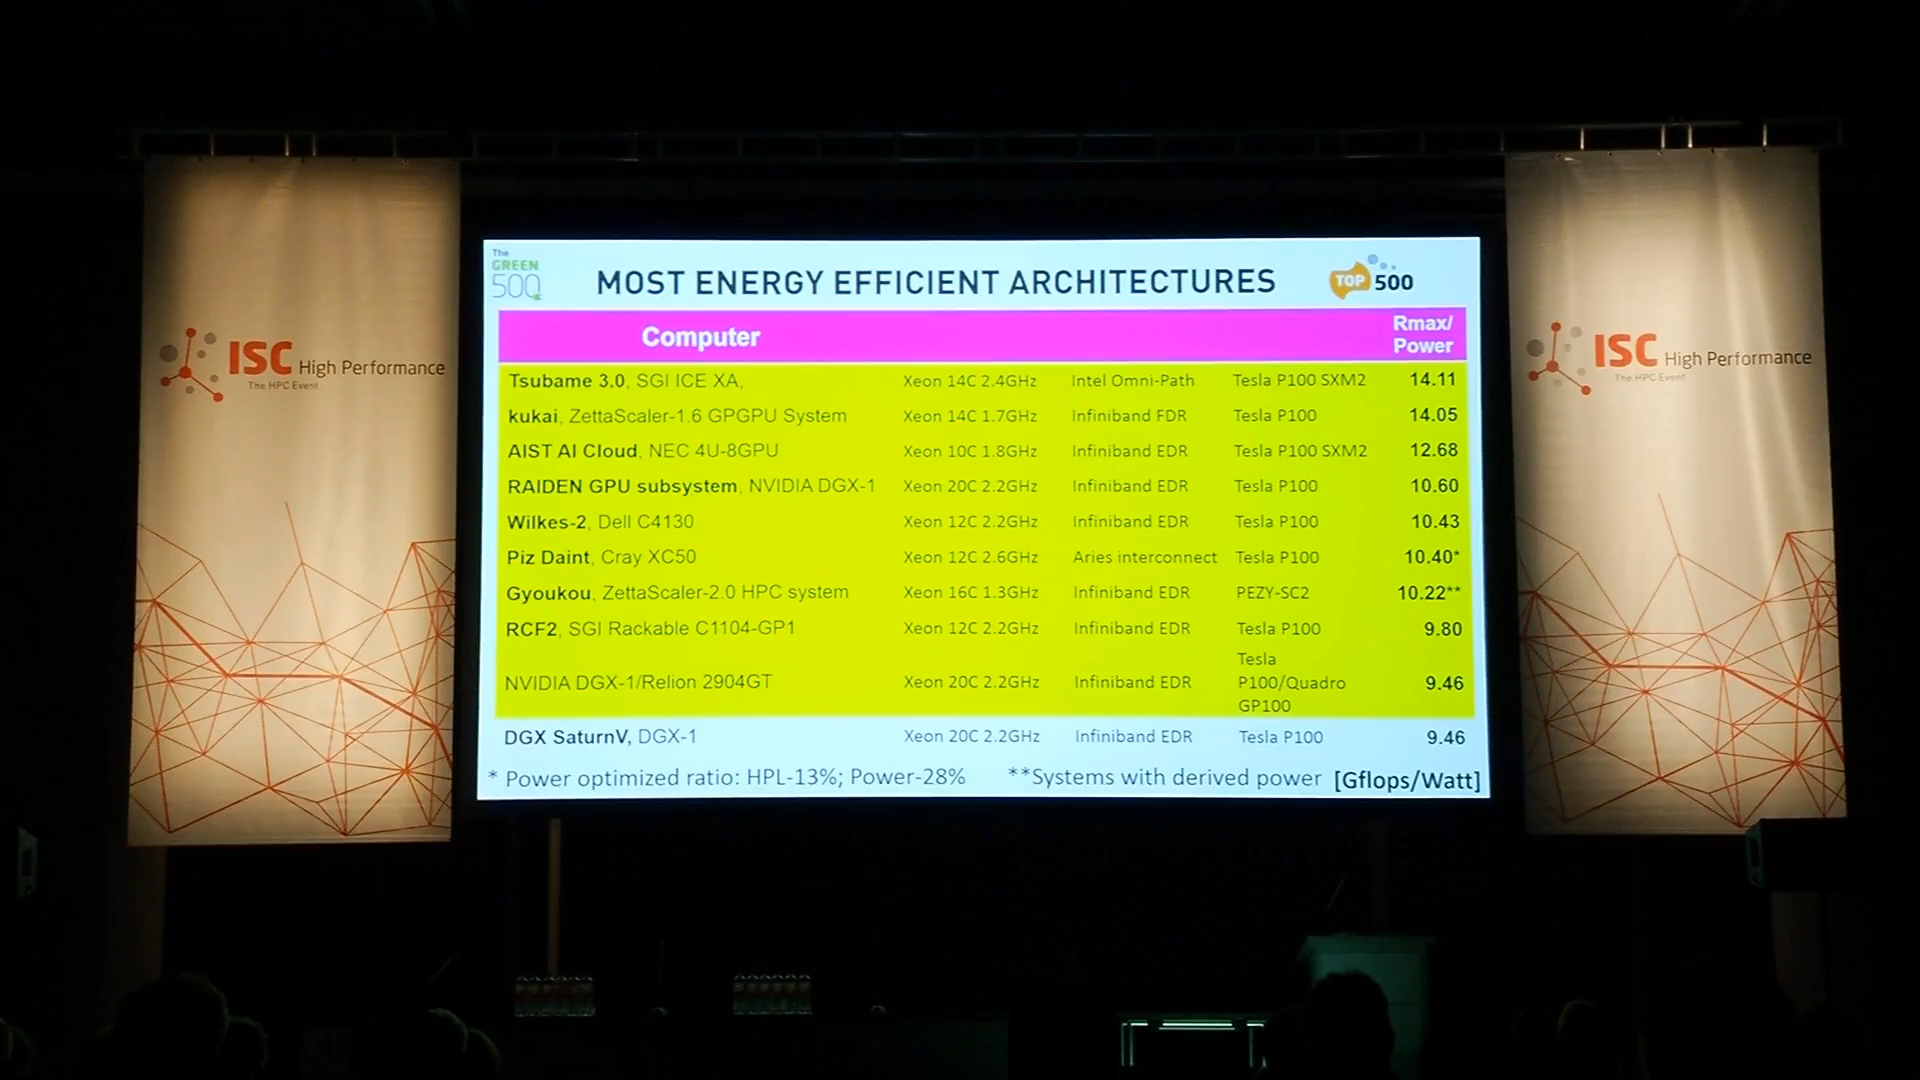 The
GREEN
500
MOST ENERGY EFFICIENT ARCHITECTURES
TOP 500
Computer
Rmax/
Power
Tsubame 3.0, SGI ICE XA, Xeon 14C 2.4GHz Intel Omni-Path Tesla P100 SXM2 14.11
kukai, ZettaScaler-1.6 GPGPU System Xeon 14C 1.7GHz Infiniband FDR Tesla P100 14.05
AIST AI Cloud, NEC 4U-8GPU Xeon 10C 1.8GHz Infiniband EDR Tesla P100 SXM2 12.68
RAIDEN GPU subsystem, NVIDIA DGX-1 Xeon 20C 2.2GHz Infiniband EDR Tesla P100 10.60
Wilkes-2, Dell C4130 Xeon 12C 2.2GHz Infiniband EDR Tesla P100 10.43
Piz Daint, Cray XC50 Xeon 12C 2.6GHz Aries interconnect Tesla P100 10.40*
Gyoukou, ZettaScaler-2.0 HPC system Xeon 16C 1.3GHz Infiniband EDR PEZY-SC2 10.22**
RCF2, SGI Rackable C1104-GP1 Xeon 12C 2.2GHz Infiniband EDR Tesla P100 9.80
NVIDIA DGX-1/Relion 2904GT Xeon 20C 2.2GHz Infiniband EDR Tesla
P100/Quadro
GP100 9.46
DGX SaturnV, DGX-1 Xeon 20C 2.2GHz Infiniband EDR Tesla P100 9.46
* Power optimized ratio: HPL-13%; Power-28% **Systems with derived power [Gflops/Watt]
ISC High Performance
The HPC Event
ISC High Performance
The HPC Event